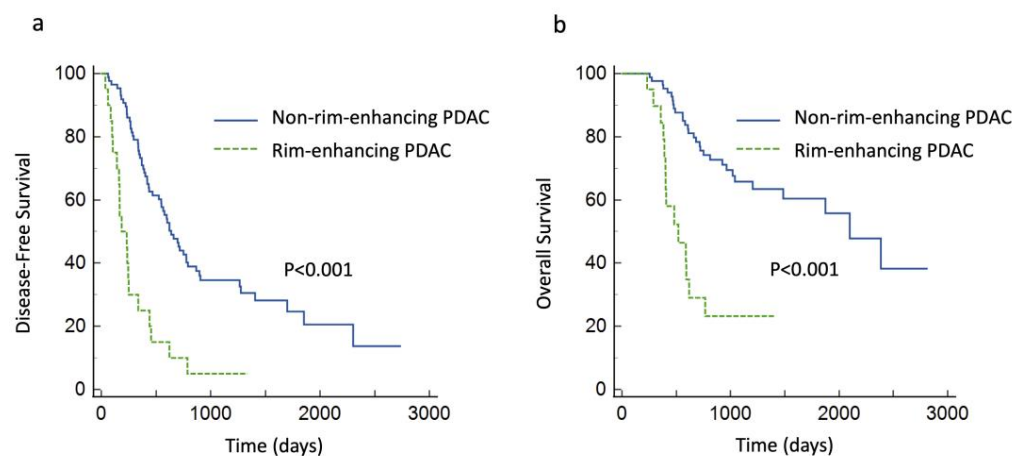 a
Disease-Free Survival
100
80
60
40
20
0
Non-rim-enhancing PDAC
Rim-enhancing PDAC
P<0.001
0 1000 2000 3000
Time (days)
b
Overall Survival
100
80
60
40
20
0
Non-rim-enhancing PDAC
Rim-enhancing PDAC
P<0.001
0 1000 2000 3000
Time (days)